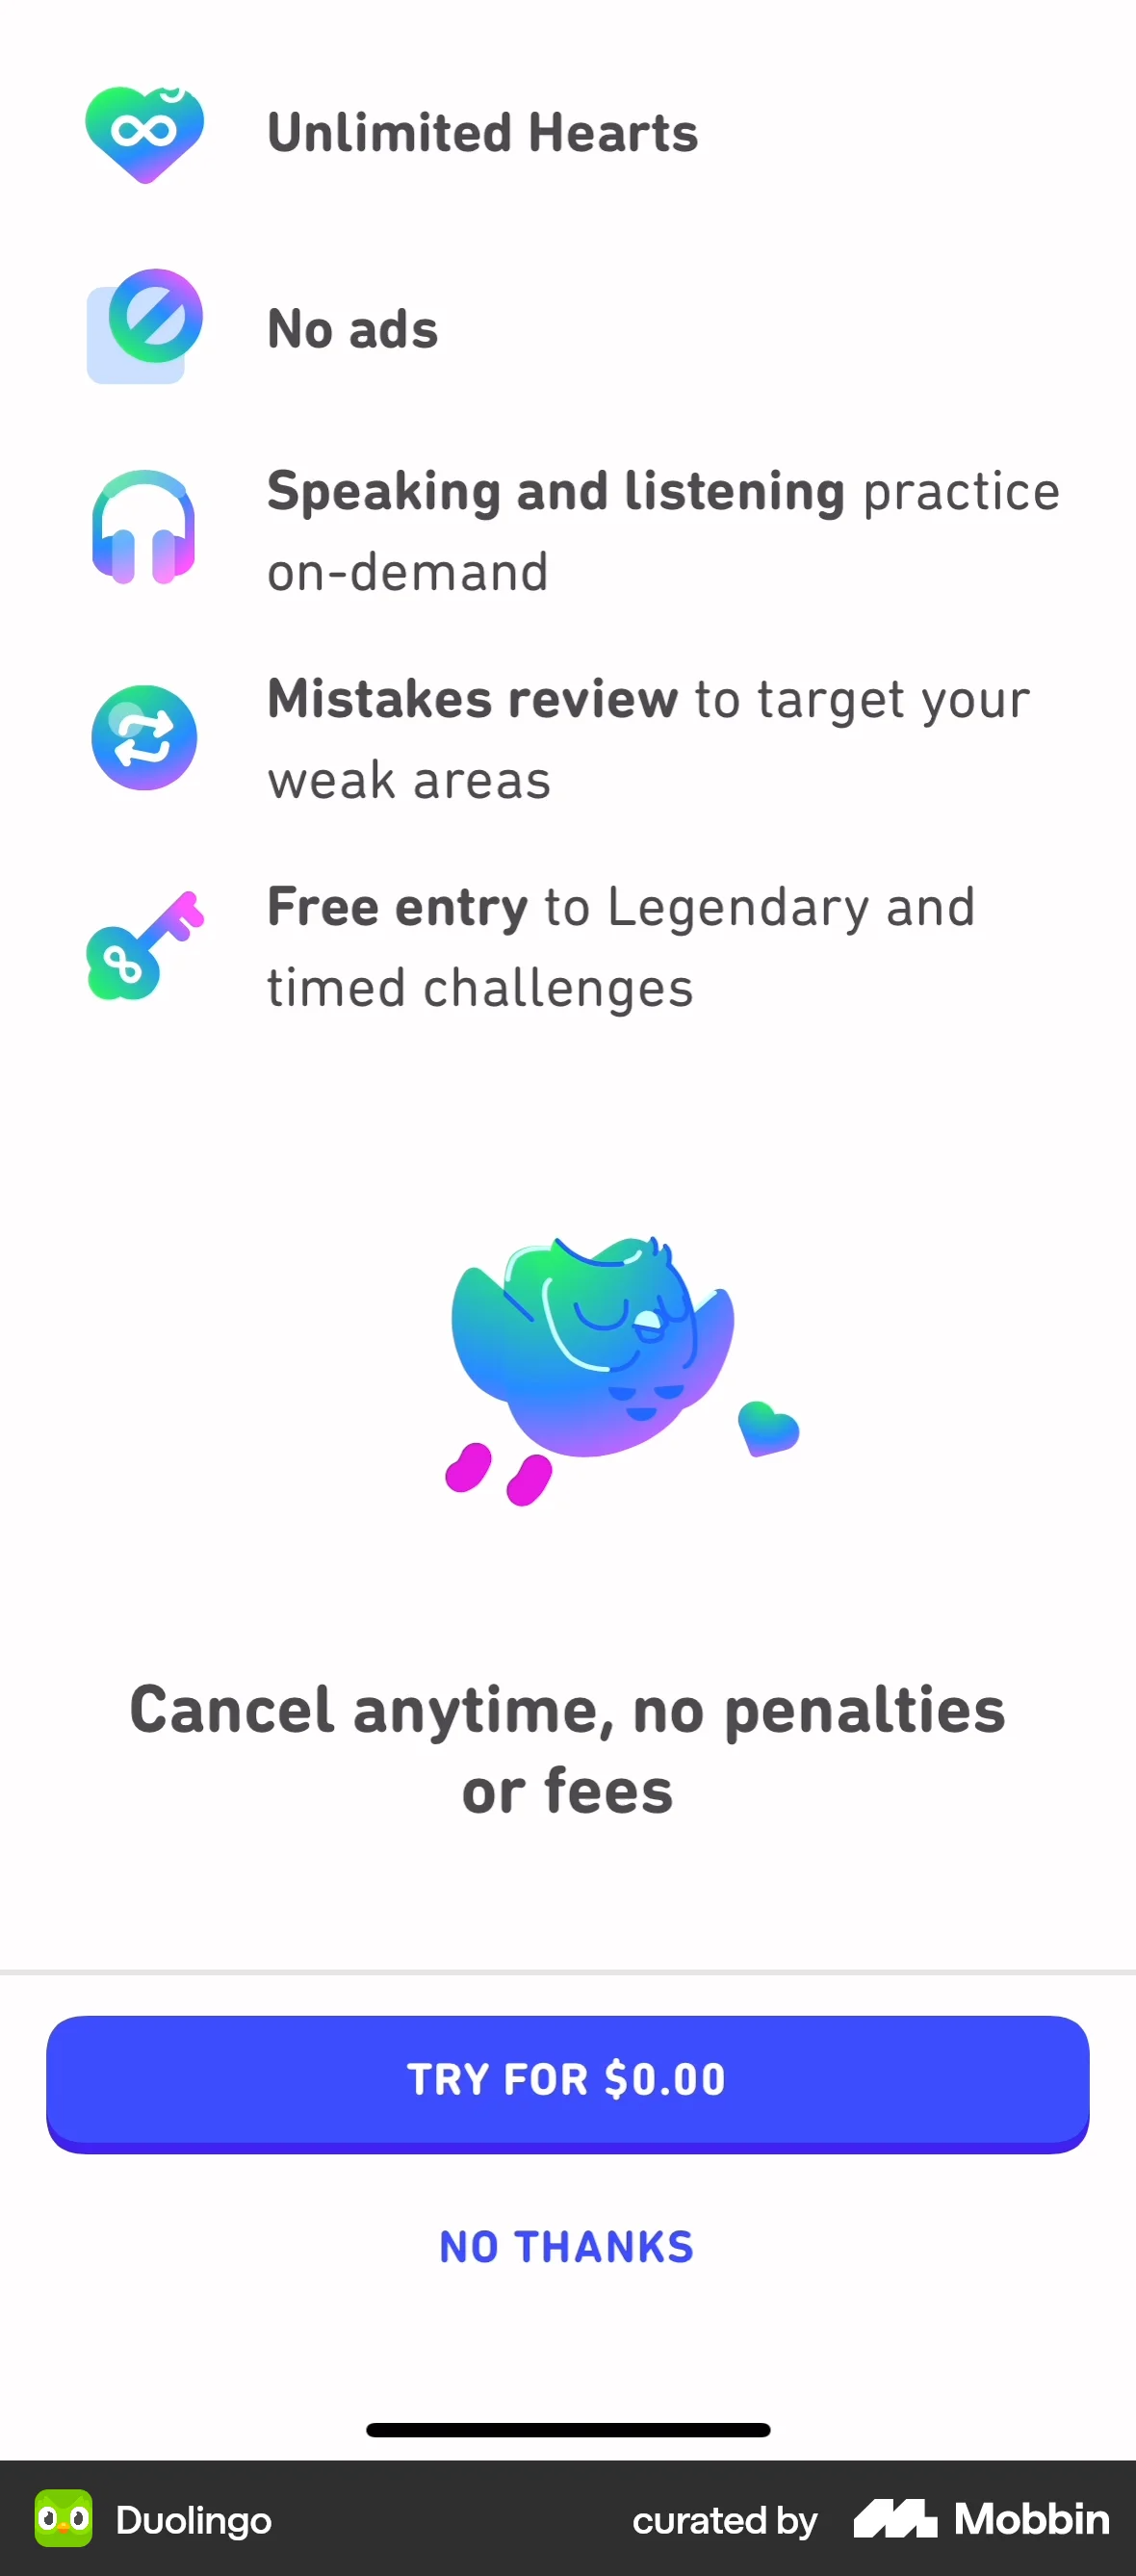 Unlimited Hearts
No ads
Speaking and listening practice
on-demand
Mistakes review to target your
weak areas
Free entry to Legendary and
timed challenges
Cancel anytime, no penalties
or fees
TRY FOR $0.00
NO THANKS
Duolingo
curated by Mobbin